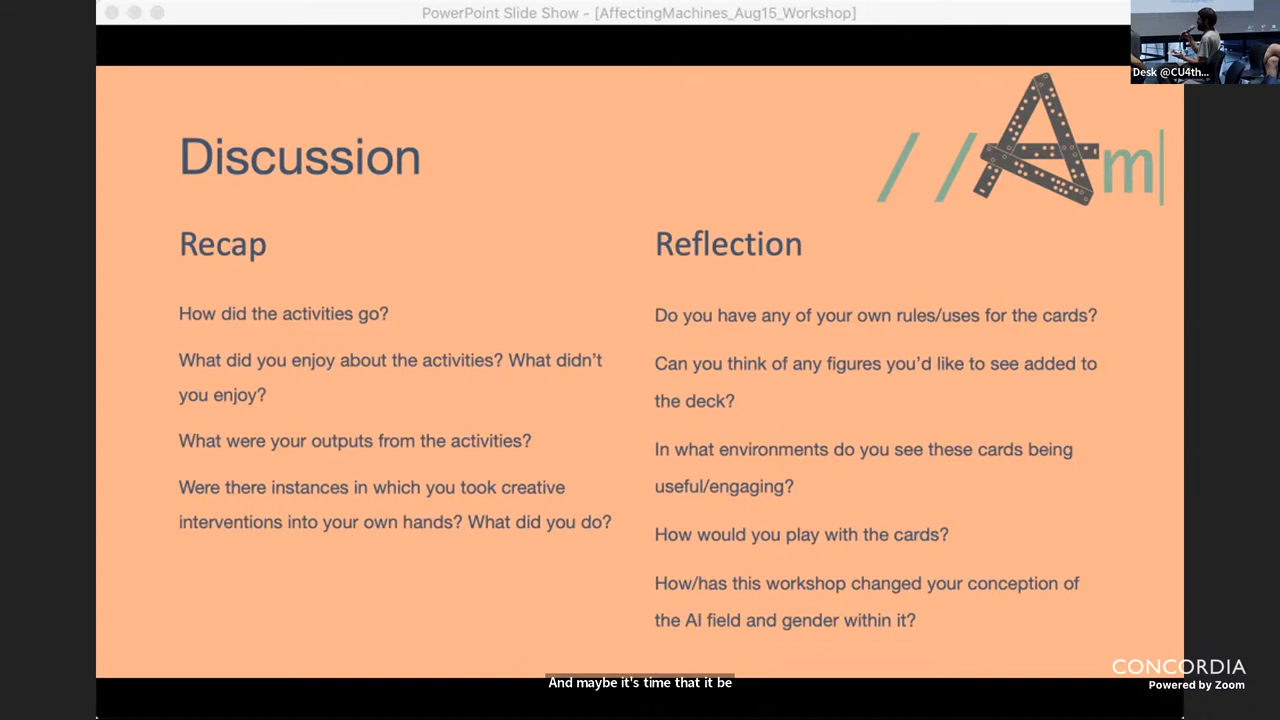 PowerPoint Slide Show - [AffectingMachines_Aug15_Workshop]
Desk @CU4th...
Discussion
//Am|
Recap
How did the activities go?
What did you enjoy about the activities? What didn’t
you enjoy?
What were your outputs from the activities?
Were there instances in which you took creative
interventions into your own hands? What did you do?
Reflection
Do you have any of your own rules/uses for the cards?
Can you think of any figures you’d like to see added to
the deck?
In what environments do you see these cards being
useful/engaging?
How would you play with the cards?
How/has this workshop changed your conception of
the AI field and gender within it?
CONCORDIA
Powered by Zoom
And maybe it's time that it be